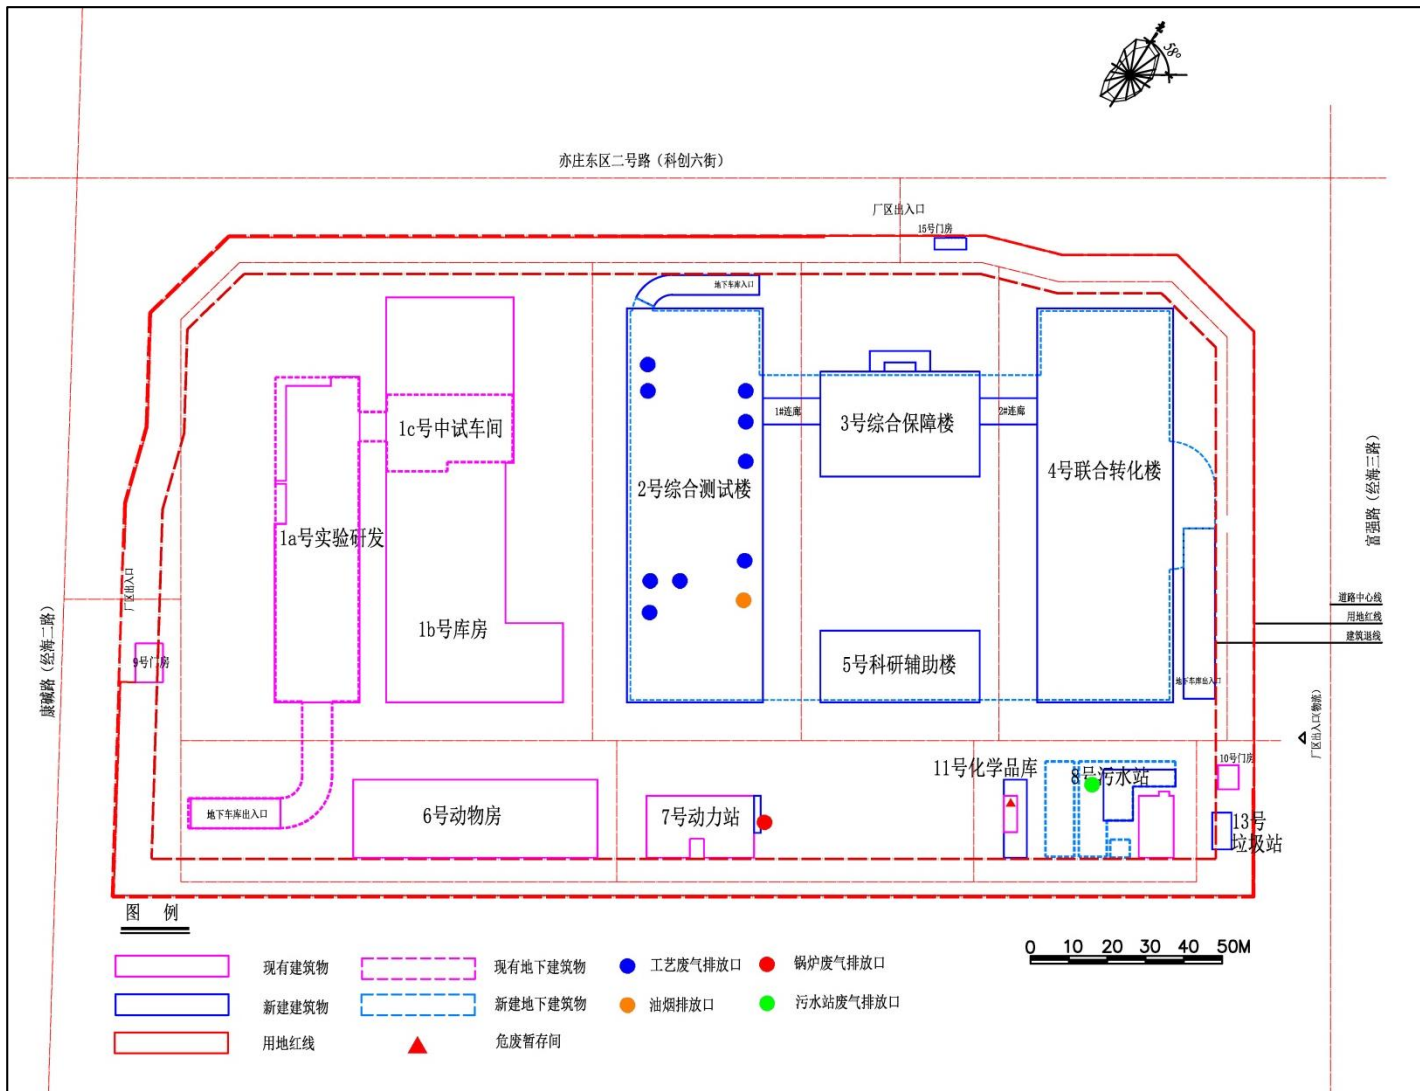 58°
亦庄东区二号路（科创六街）
厂区出入口
15号门房
地下车库入口
1c号中试车间
1#连廊
3号综合保障楼
2#连廊
2号综合测试楼
4号联合转化楼
富强路（经海三路）
1a号实验研发
厂区出入口
道路中心线
用地红线
建筑退线
1b号库房
康碱路（经海二路）
9号门房
5号科研辅助楼
地下车库出入口
厂区出入口（物流）
11号化学品库
8号污水站
10号门房
地下车库出入口
6号动物房
7号动力站
13号
垃圾站
图 例
0 10 20 30 40 50M
现有建筑物
现有地下建筑物
工艺废气排放口
锅炉废气排放口
新建建筑物
新建地下建筑物
油烟排放口
污水站废气排放口
用地红线
危废暂存间